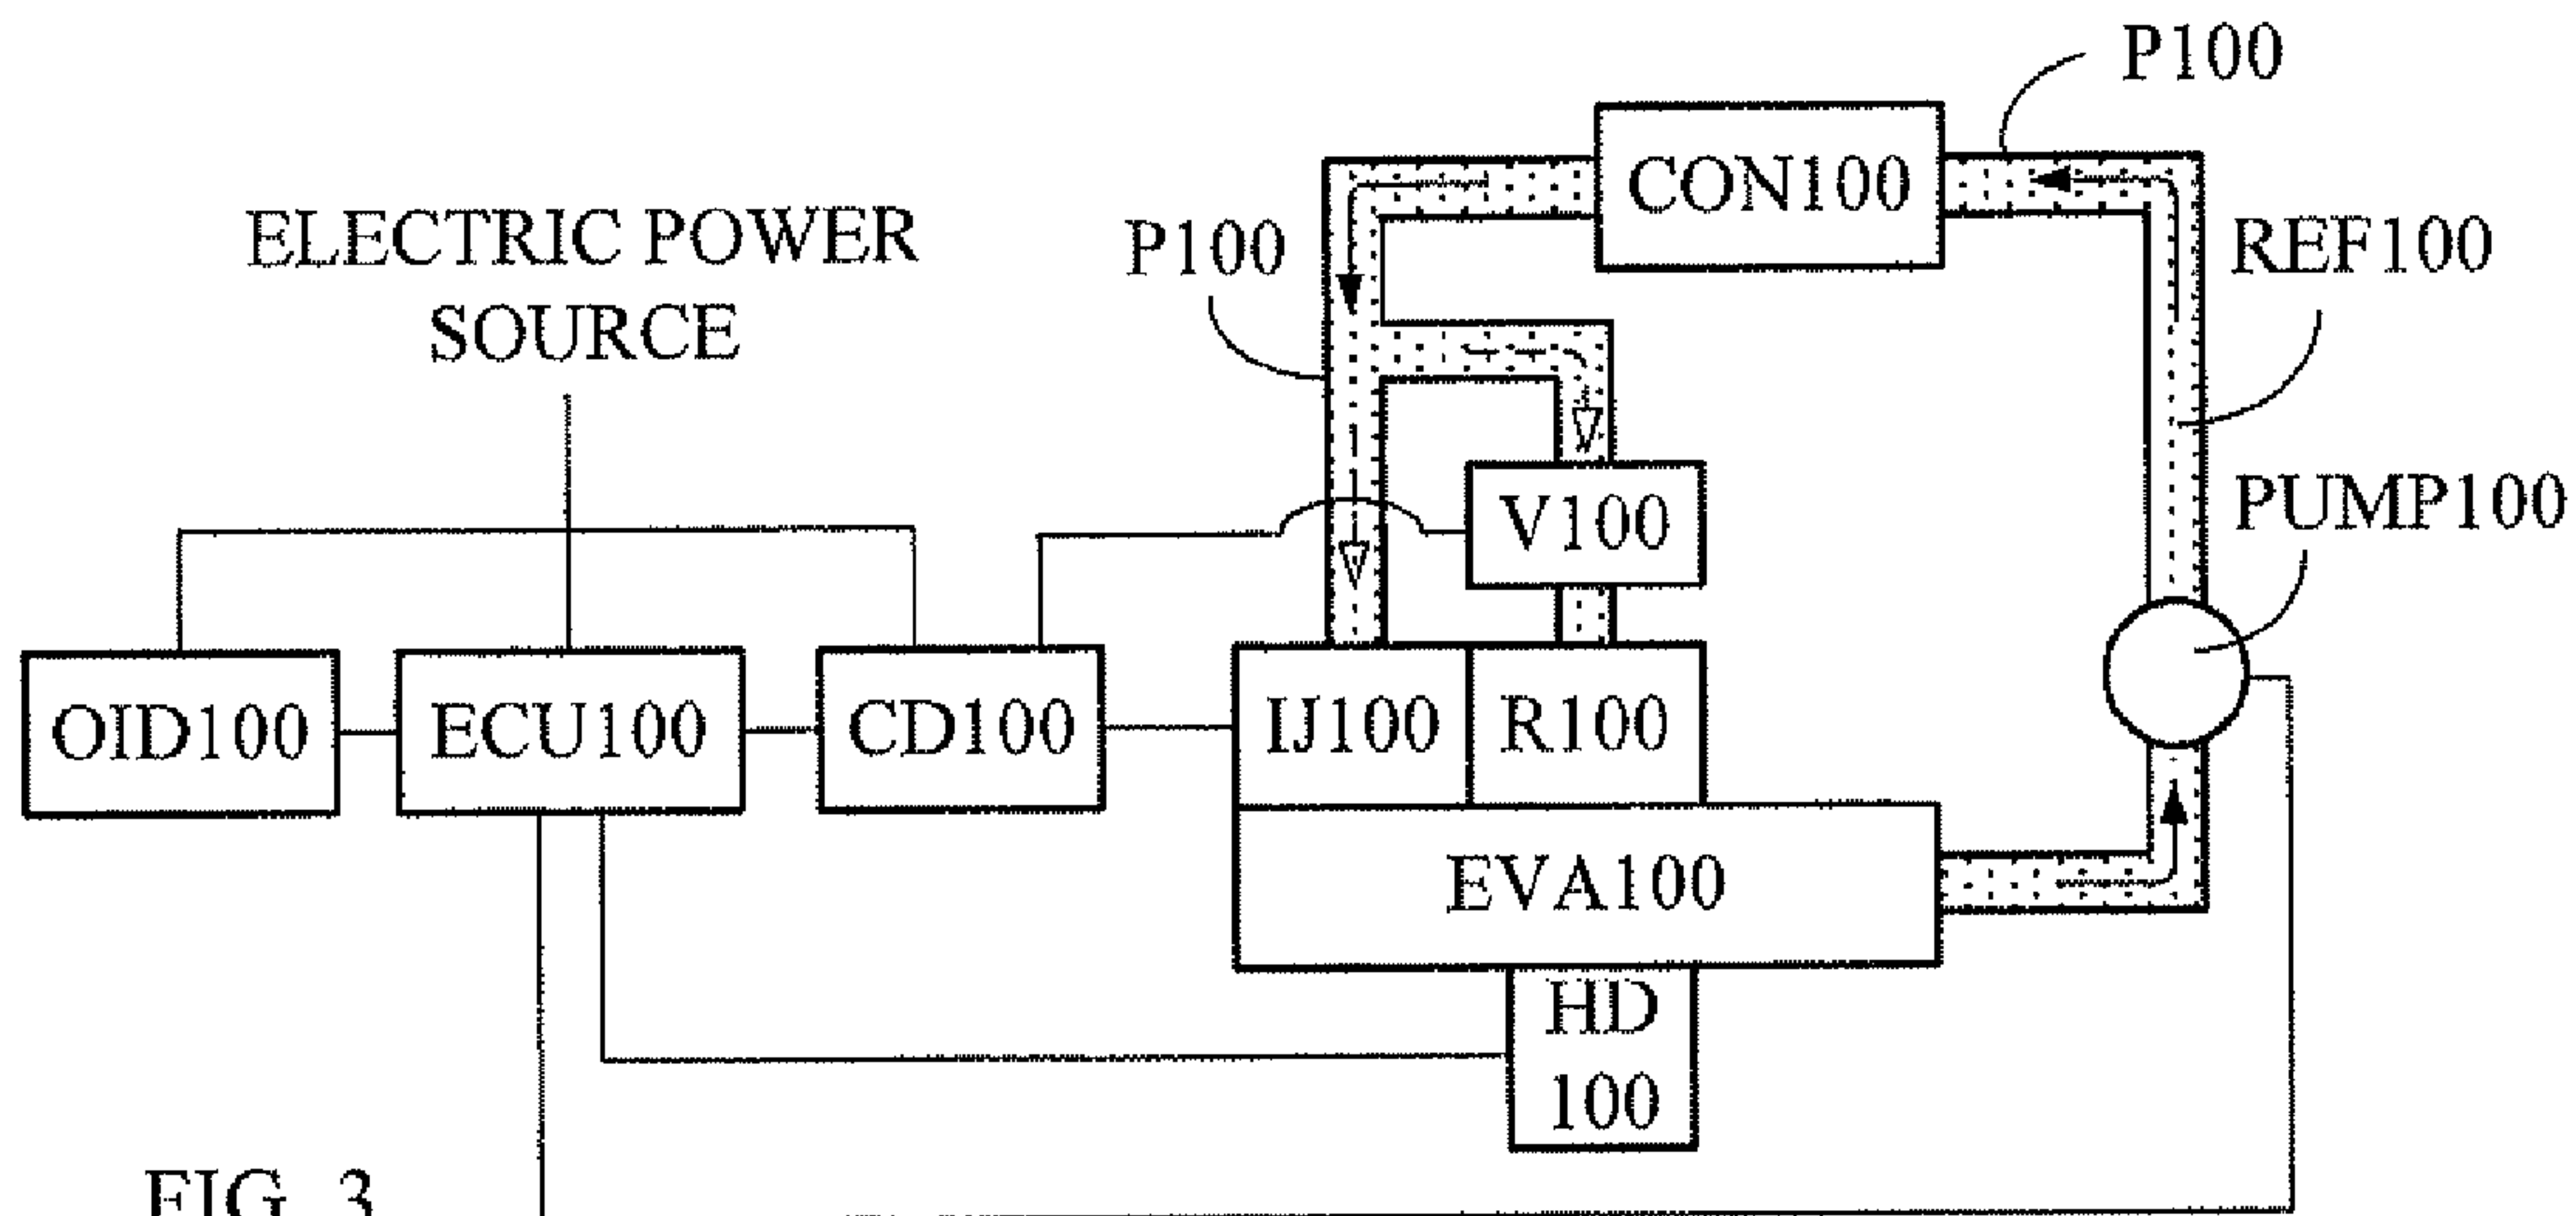 P100
CON100
ELECTRIC POWER
SOURCE
P100
REF100
PUMP100
V100
OID100
ECU100
CD100
IJ100
R100
EVA100
HD
100
FIG. 3